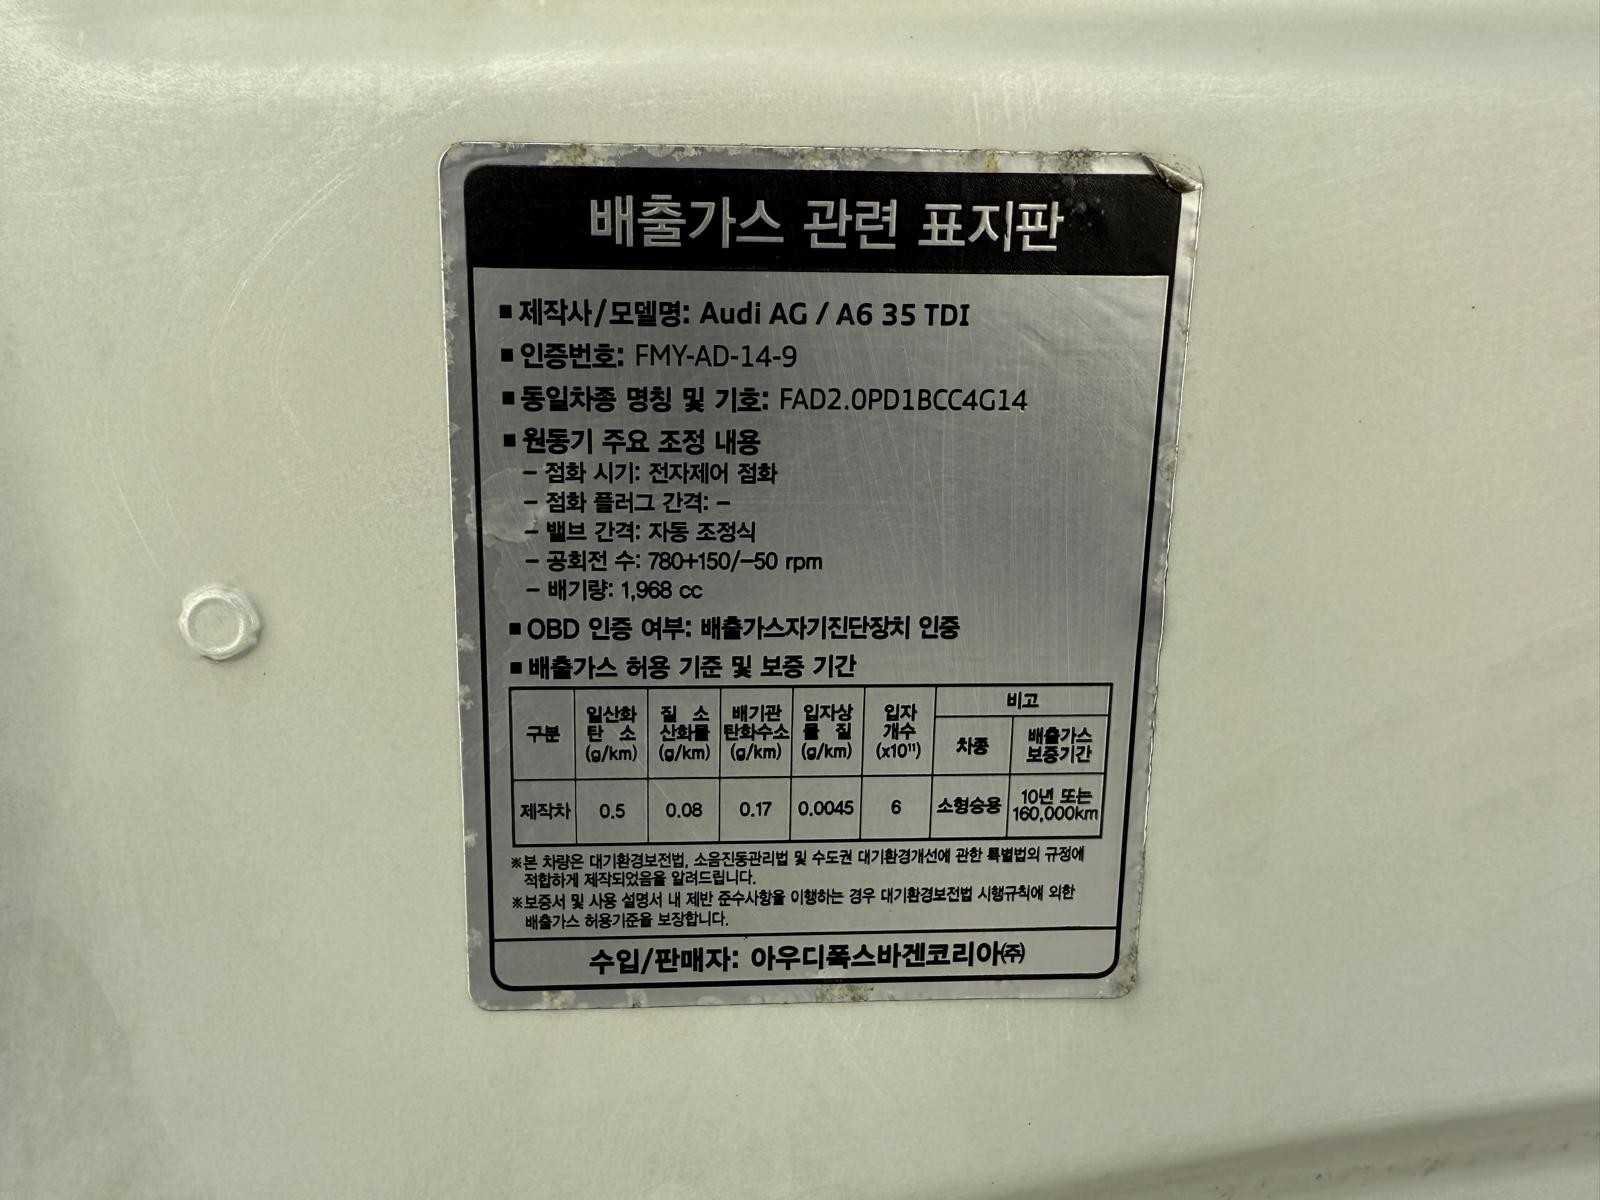 배출가스 관련 표지판
■ 제작사/모델명: Audi AG / A6 35 TDI
■ 인증번호: FMY-AD-14-9
■ 동일차종 명칭 및 기호: FAD2.0PD1BCC4G14
■ 원동기 주요 조정 내용
– 점화 시기: 전자제어 점화
– 점화 플러그 간격: –
– 밸브 간격: 자동 조정식
– 공회전 수: 780+150/–50 rpm
– 배기량: 1,968 cc
■ OBD 인증 여부: 배출가스자기진단장치 인증
■ 배출가스 허용 기준 및 보증 기간
구분 일산화탄소 (g/km) 질소산화물 (g/km) 배기관탄화수소 (g/km) 입자상물질 (g/km) 입자개수 (x10¹¹) 비고
차종 배출가스보증기간
제작차 0.5 0.08 0.17 0.0045 6 소형승용 10년 또는 160,000km
※본 차량은 대기환경보전법, 소음진동관리법 및 수도권 대기환경개선에 관한 특별법의 규정에
적합하게 제작되었음을 알려드립니다.
※보증서 및 사용 설명서 내 제반 준수사항을 이행하는 경우 대기환경보전법 시행규칙에 의한
배출가스 허용기준을 보장합니다.
수입/판매자: 아우디폭스바겐코리아㈜